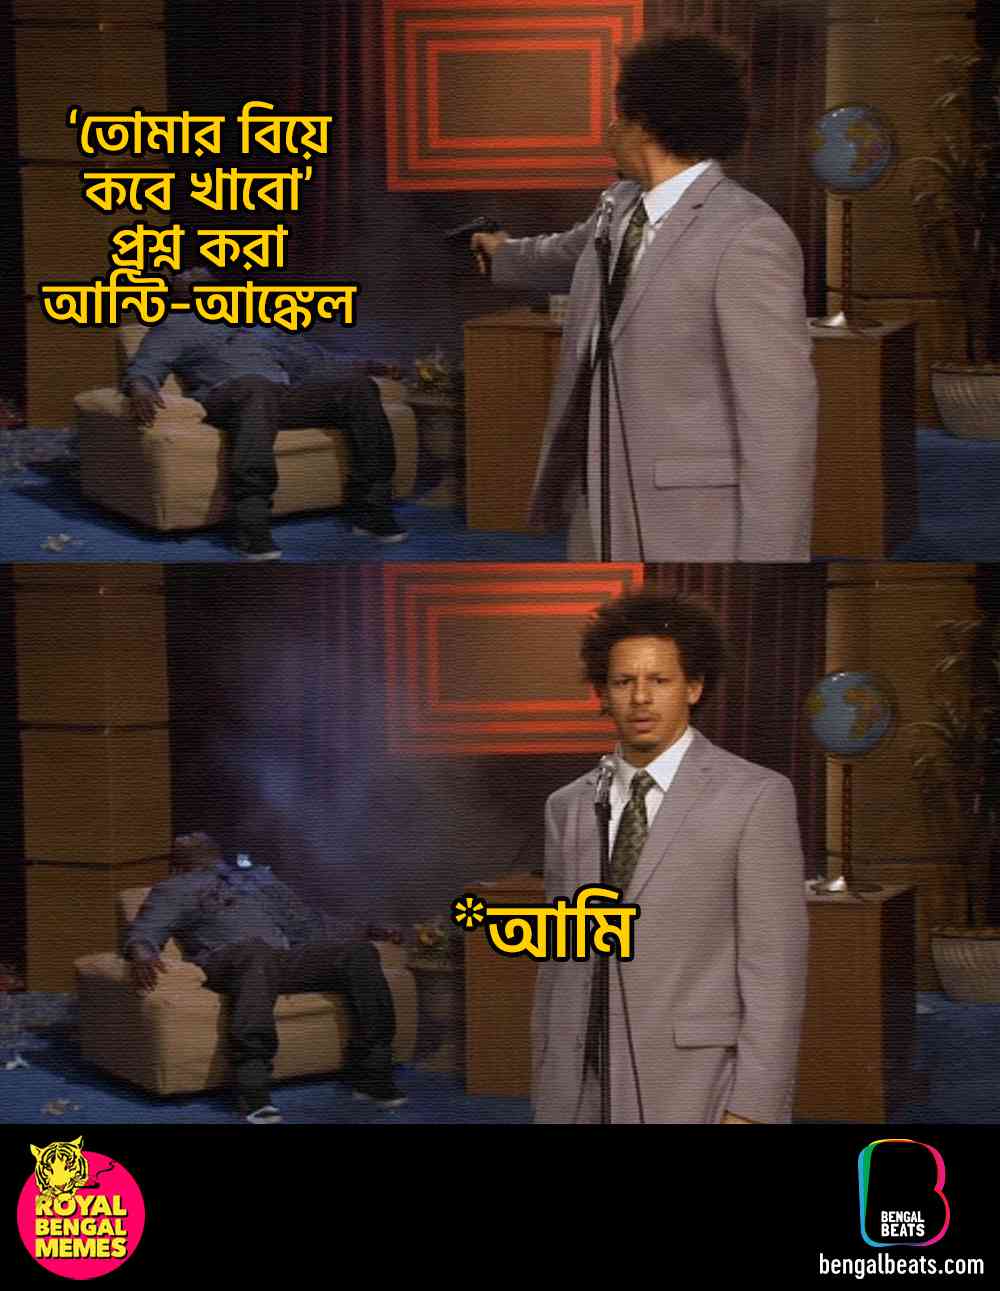 ‘তোমার বিয়ে
কবে খাবো’
প্রশ্ন করা
আন্টি-আঙ্কেল
*আমি
ROYAL
BENGAL
MEMES
BENGAL
BEATS
bengalbeats.com